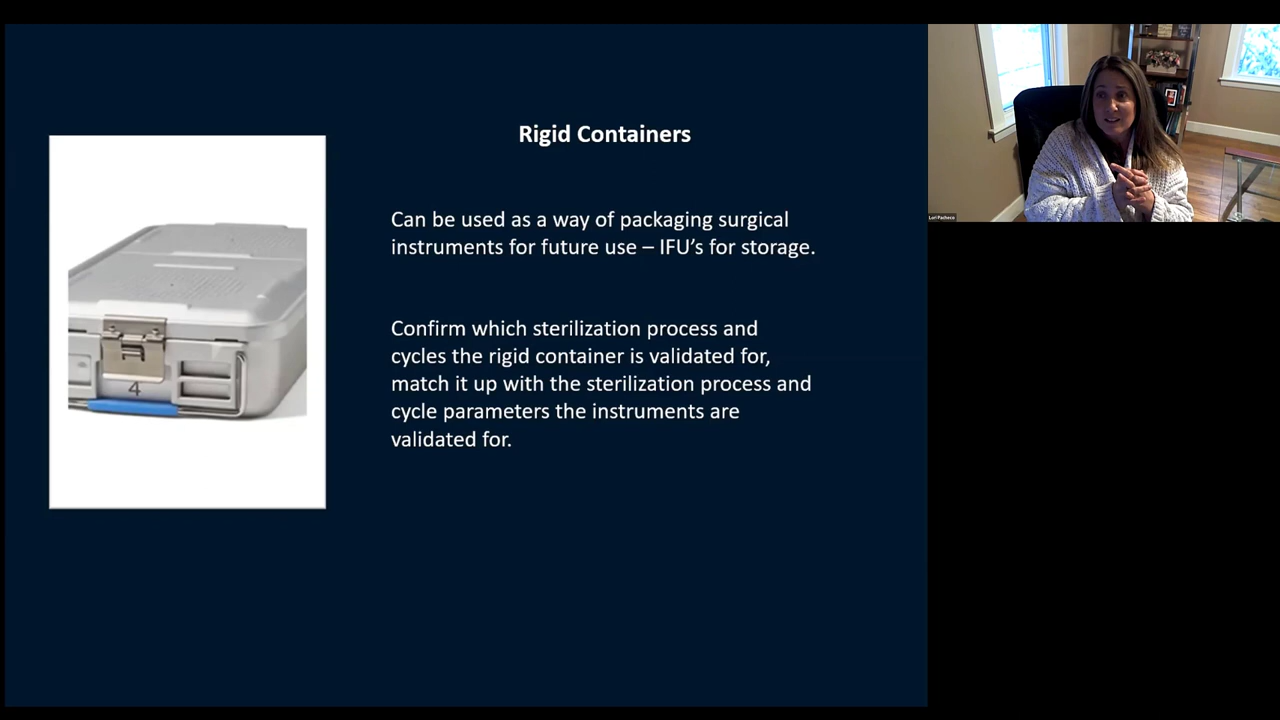 Rigid Containers
Can be used as a way of packaging surgical
instruments for future use – IFU's for storage.
Confirm which sterilization process and
cycles the rigid container is validated for,
match it up with the sterilization process and
cycle parameters the instruments are
validated for.
4
Lori Pacheco